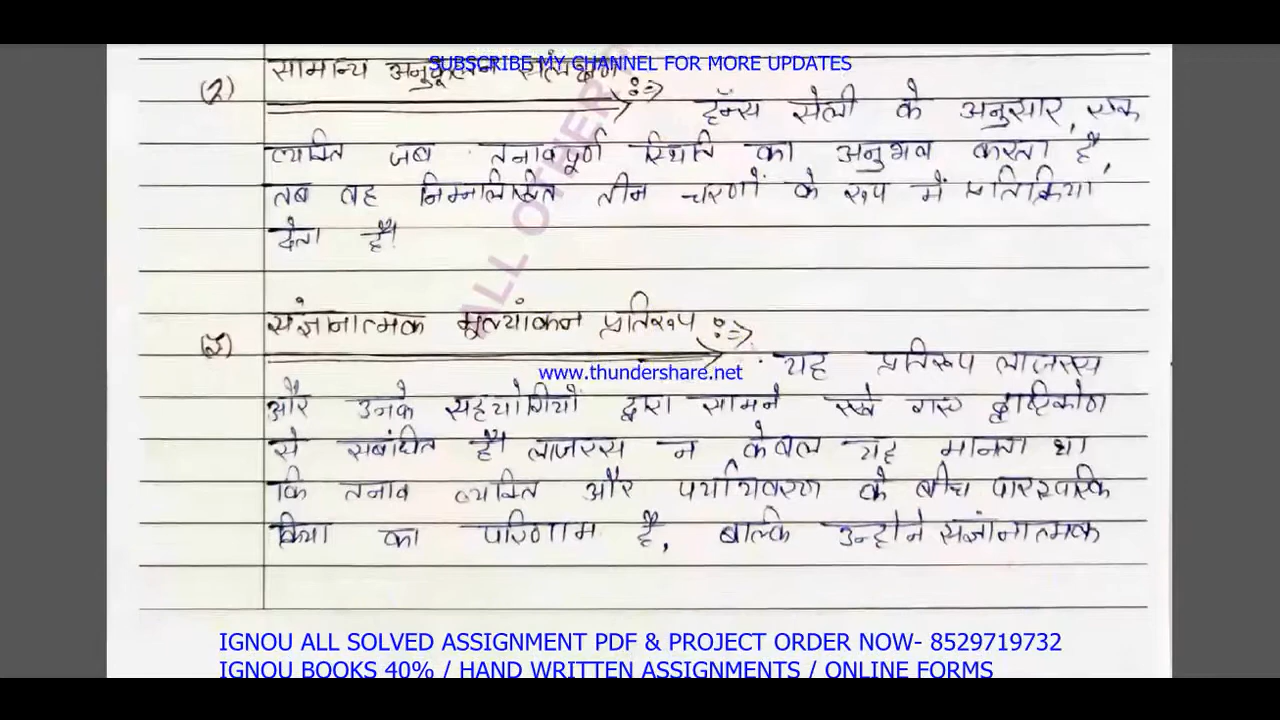 SUBSCRIBE MY CHANNEL FOR MORE UPDATES
(2) सामान्य अनुकूलन
हॅन्स सेली के अनुसार, एक
व्यक्ति जब तनावपूर्ण स्थिति का अनुभव करता है,
तब वह निम्नलिखित तीन चरणों के रूप में प्रतिक्रिया
देता है।
ALL OTHER
(3) संज्ञानात्मक मूल्यांकन प्रतिरूप
www.thundershare.net
यह प्रतिरूप लाजरस्य
और उनके सहयोगियों द्वारा सामने रखे गए दृष्टिकोण
से सबंधित है। लाजरस्य न केवल यह मानता था
कि तनाव व्यक्ति और पर्यावरण के बीच पारस्परिक
क्रिया का परिणाम है, बल्कि उन्होने संज्ञांनात्मक
IGNOU ALL SOLVED ASSIGNMENT PDF & PROJECT ORDER NOW- 8529719732
IGNOU BOOKS 40% / HAND WRITTEN ASSIGNMENTS / ONLINE FORMS